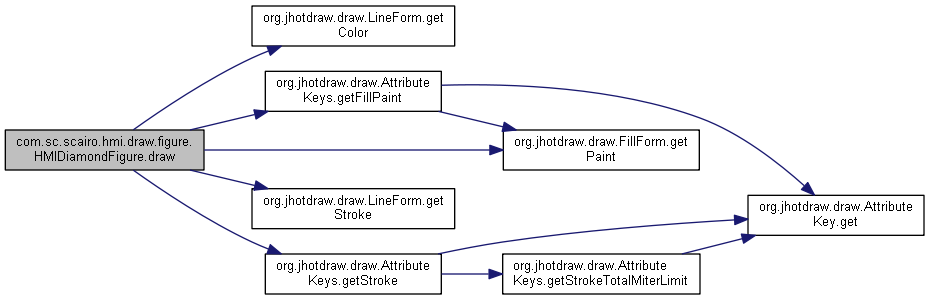 org.jhotdraw.draw.LineForm.get
Color
org.jhotdraw.draw.Attribute
Keys.getFillPaint
com.sc.scairo.hmi.draw.figure.
HMIDiamondFigure.draw
org.jhotdraw.draw.FillForm.get
Paint
org.jhotdraw.draw.LineForm.get
Stroke
org.jhotdraw.draw.Attribute
Key.get
org.jhotdraw.draw.Attribute
Keys.getStroke
org.jhotdraw.draw.Attribute
Keys.getStrokeTotalMiterLimit